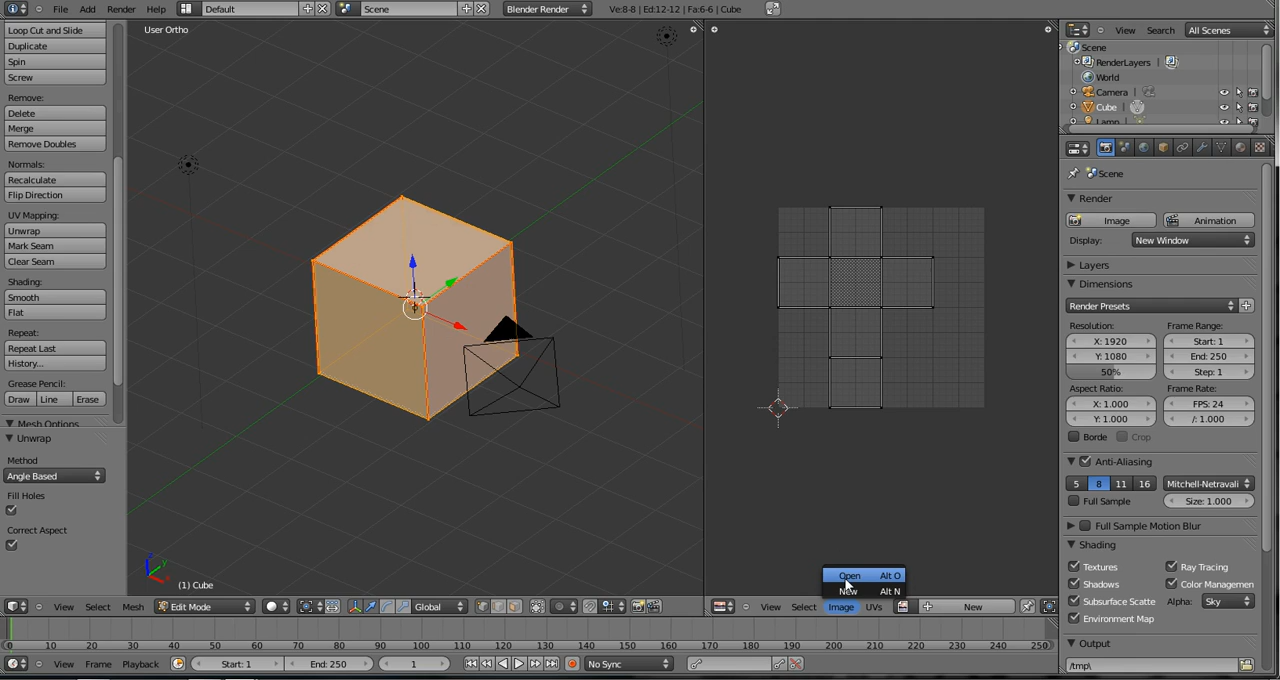 File Add Render Help Default Scene Blender Render Ve:8-8 | Ed:12-12 | Fa:6-6 | Cube
Loop Cut and Slide
Duplicate
Spin
Screw
Remove:
Delete
Merge
Remove Doubles
Normals:
Recalculate
Flip Direction
UV Mapping:
Unwrap
Mark Seam
Clear Seam
Shading:
Smooth
Flat
Repeat:
Repeat Last
History...
Grease Pencil:
Draw Line Erase
Mesh Options
Unwrap
Method
Angle Based
Fill Holes
Correct Aspect
User Ortho
(1) Cube
View Select Mesh Edit Mode Global
Open Alt O
New Alt N
View Select Image UVs New
View Search All Scenes
Scene
RenderLayers |
World
Camera |
Cube |
Lamp
Scene
Render
Image Animation
Display: New Window
Layers
Dimensions
Render Presets
Resolution: Frame Range:
X: 1920 Start: 1
Y: 1080 End: 250
50% Step: 1
Aspect Ratio: Frame Rate:
X: 1.000 FPS: 24
Y: 1.000 /: 1.000
Borde Crop
Anti-Aliasing
5 8 11 16 Mitchell-Netravali
Full Sample Size: 1.000
Full Sample Motion Blur
Shading
Textures Ray Tracing
Shadows Color Managemen
Subsurface Scatte Alpha: Sky
Environment Map
Output
/tmp\
0 10 20 30 40 50 60 70 80 90 100 110 120 130 140 150 160 170 180 190 200 210 220 230 240 250
View Frame Playback Start: 1 End: 250 1 No Sync